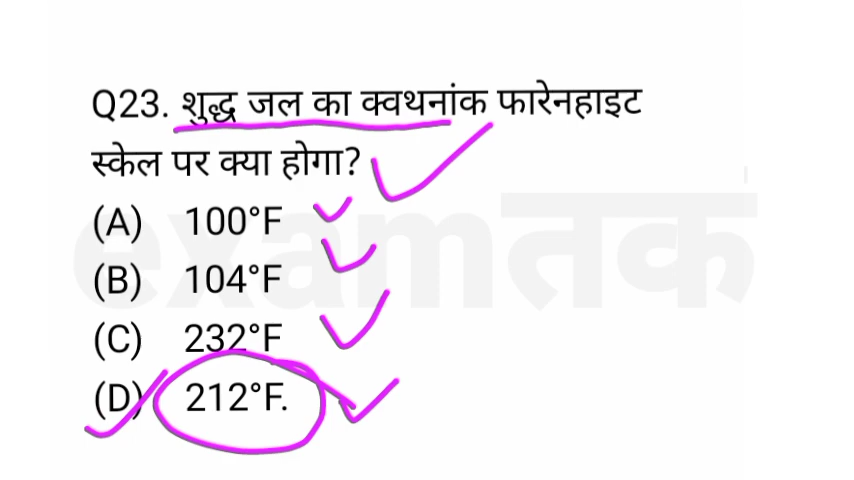 Q23. शुद्ध जल का क्वथनांक फारेनहाइट
स्केल पर क्या होगा?
(A) 100°F
(B) 104°F
(C) 232°F
(D) 212°F.
examतक